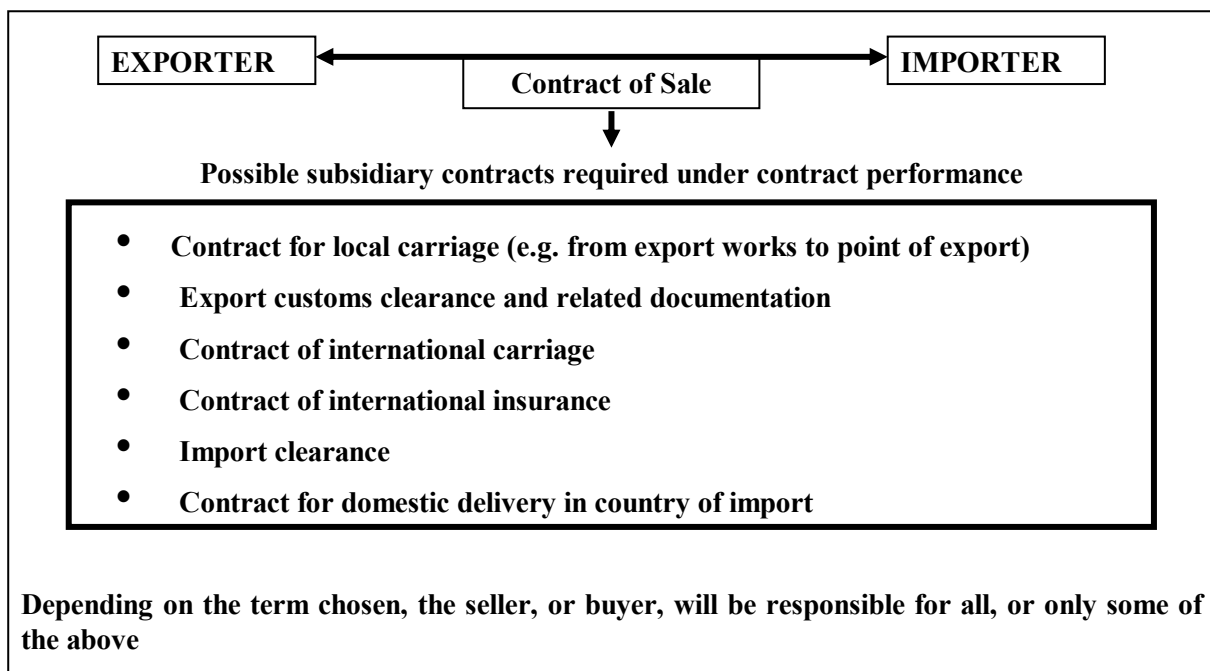 EXPORTER
IMPORTER
Contract of Sale
Possible subsidiary contracts required under contract performance
• Contract for local carriage (e.g. from export works to point of export)
• Export customs clearance and related documentation
• Contract of international carriage
• Contract of international insurance
• Import clearance
• Contract for domestic delivery in country of import
Depending on the term chosen, the seller, or buyer, will be responsible for all, or only some of
the above